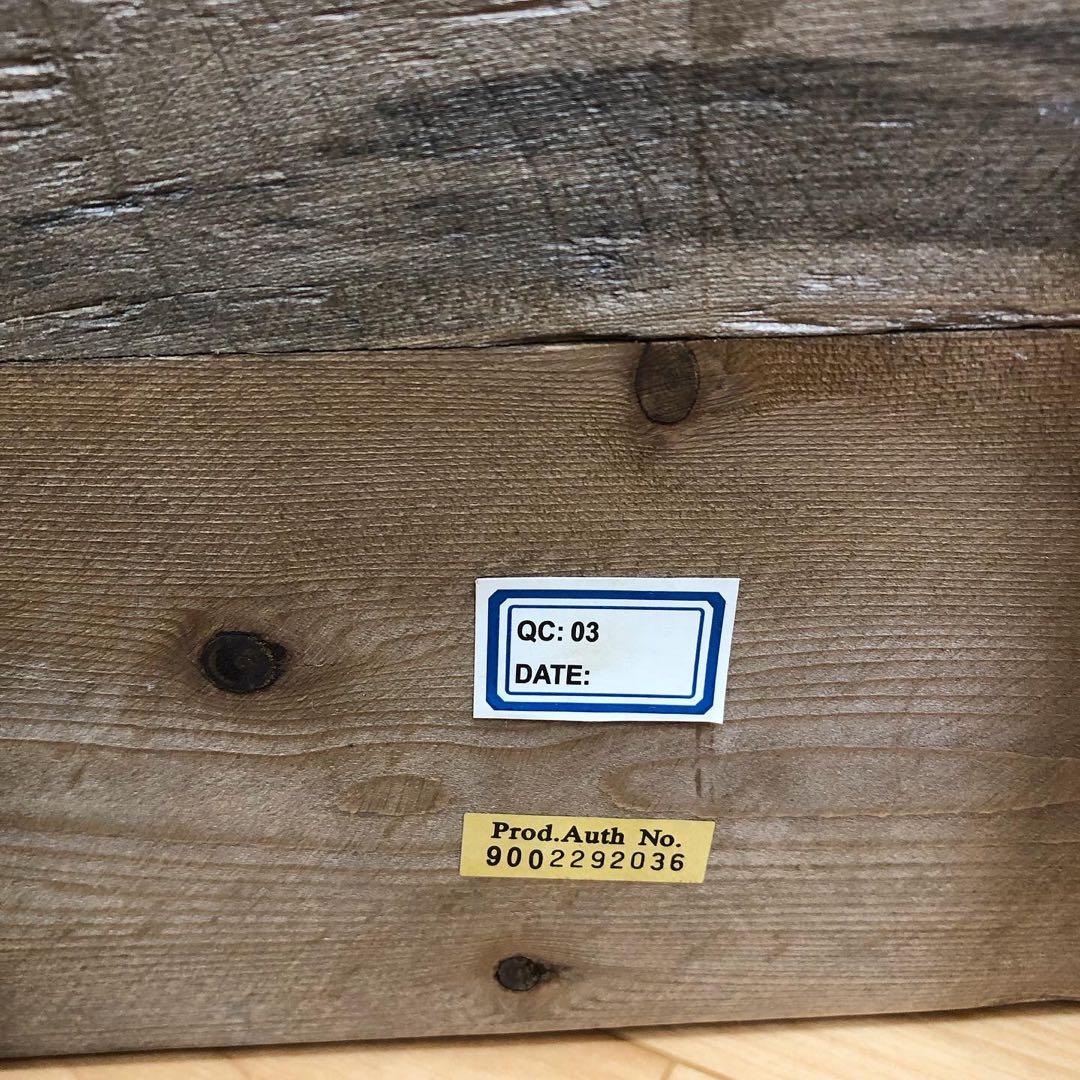 QC: 03
DATE:
Prod.Auth No.
9002292036